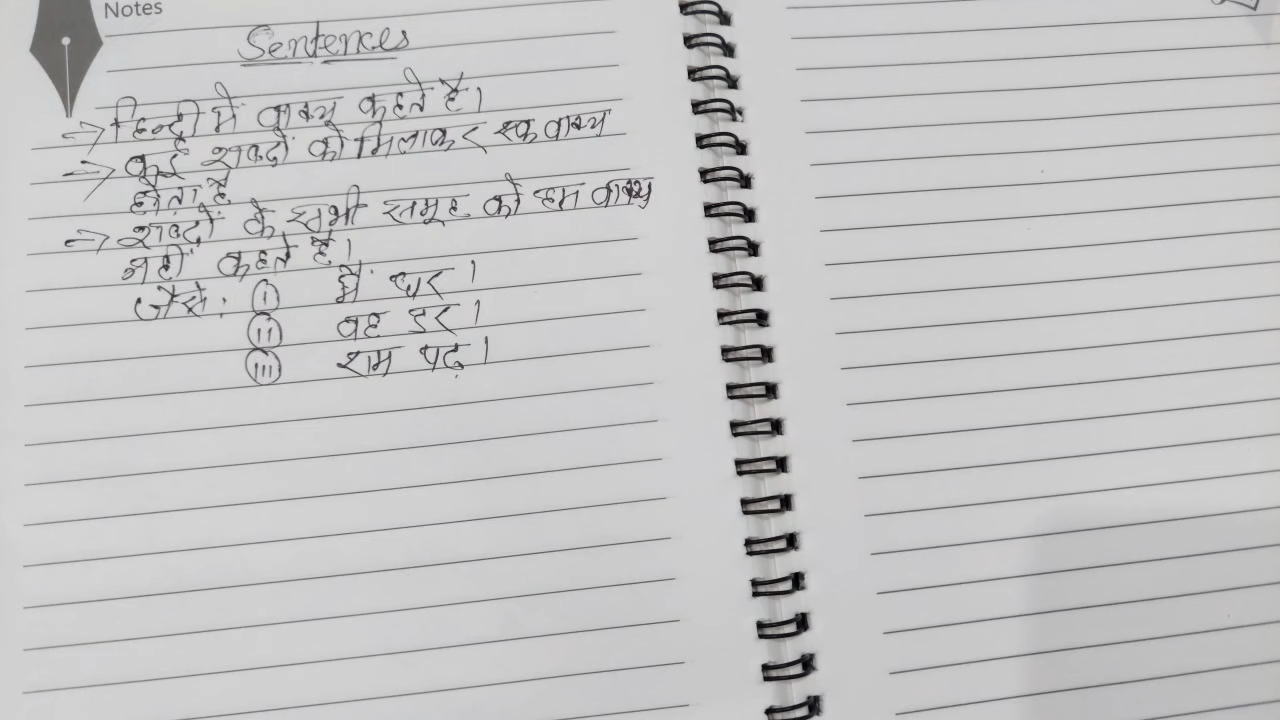 Notes
Sentences
→ हिन्दी में वाक्य कहते है।
→ कई शब्दों को मिलाकर एक वाक्य
होता है
→ शब्दों के सभी समूह को हम वाक्य
नहीं कहते हैं।
जैसे: (i) मैं घर।
(ii) वह डर।
(iii) राम पढ़।